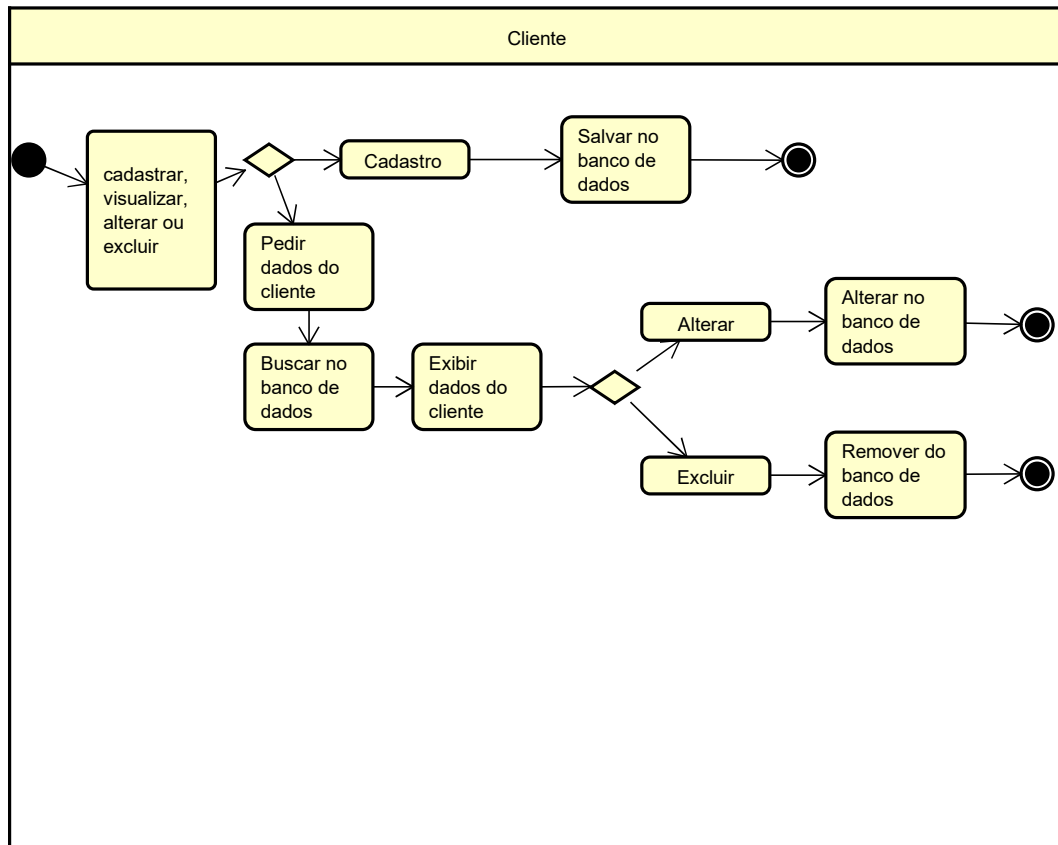 Cliente
cadastrar,
visualizar,
alterar ou
excluir
Cadastro
Salvar no
banco de
dados
Pedir
dados do
cliente
Buscar no
banco de
dados
Exibir
dados do
cliente
Alterar
Alterar no
banco de
dados
Excluir
Remover do
banco de
dados